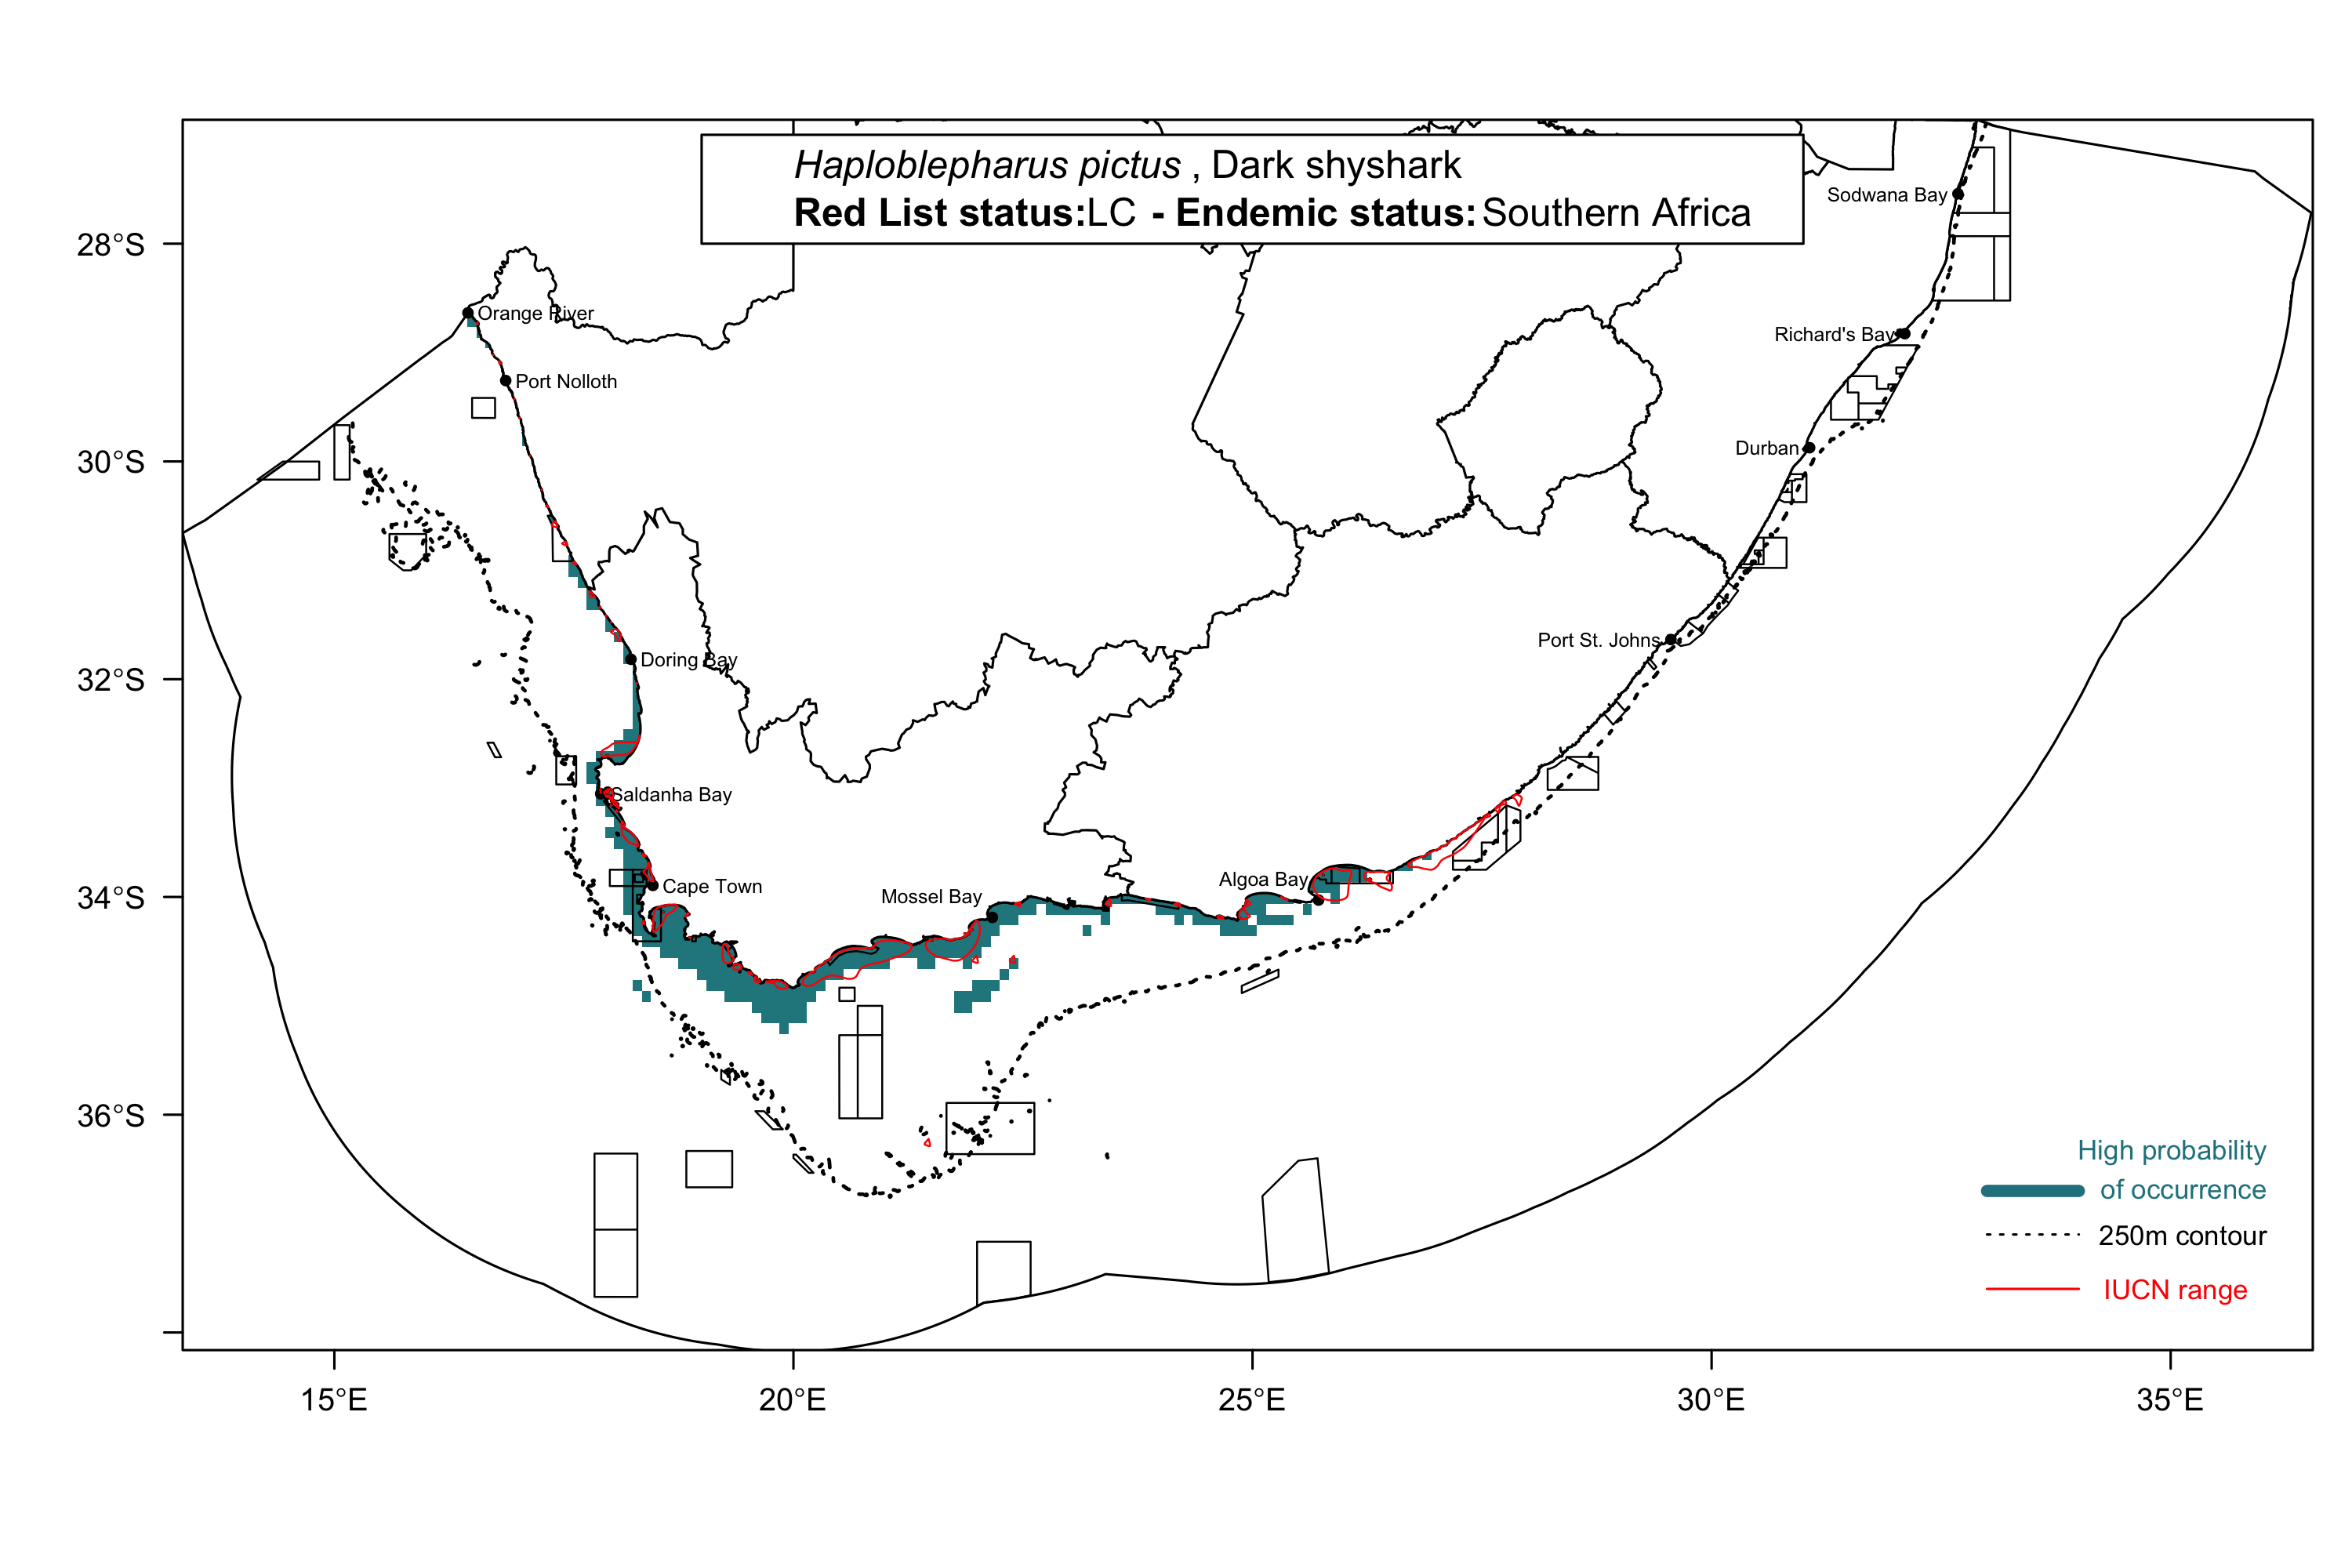 Haploblepharus pictus , Dark shyshark
Red List status:LC - Endemic status:Southern Africa
Sodwana Bay
28°S
Orange River
Richard's Bay
Port Nolloth
Durban
30°S
Port St. Johns
Doring Bay
32°S
Saldanha Bay
Algoa Bay
Cape Town
Mossel Bay
34°S
36°S
High probability
of occurrence
250m contour
IUCN range
15°E
20°E
25°E
30°E
35°E